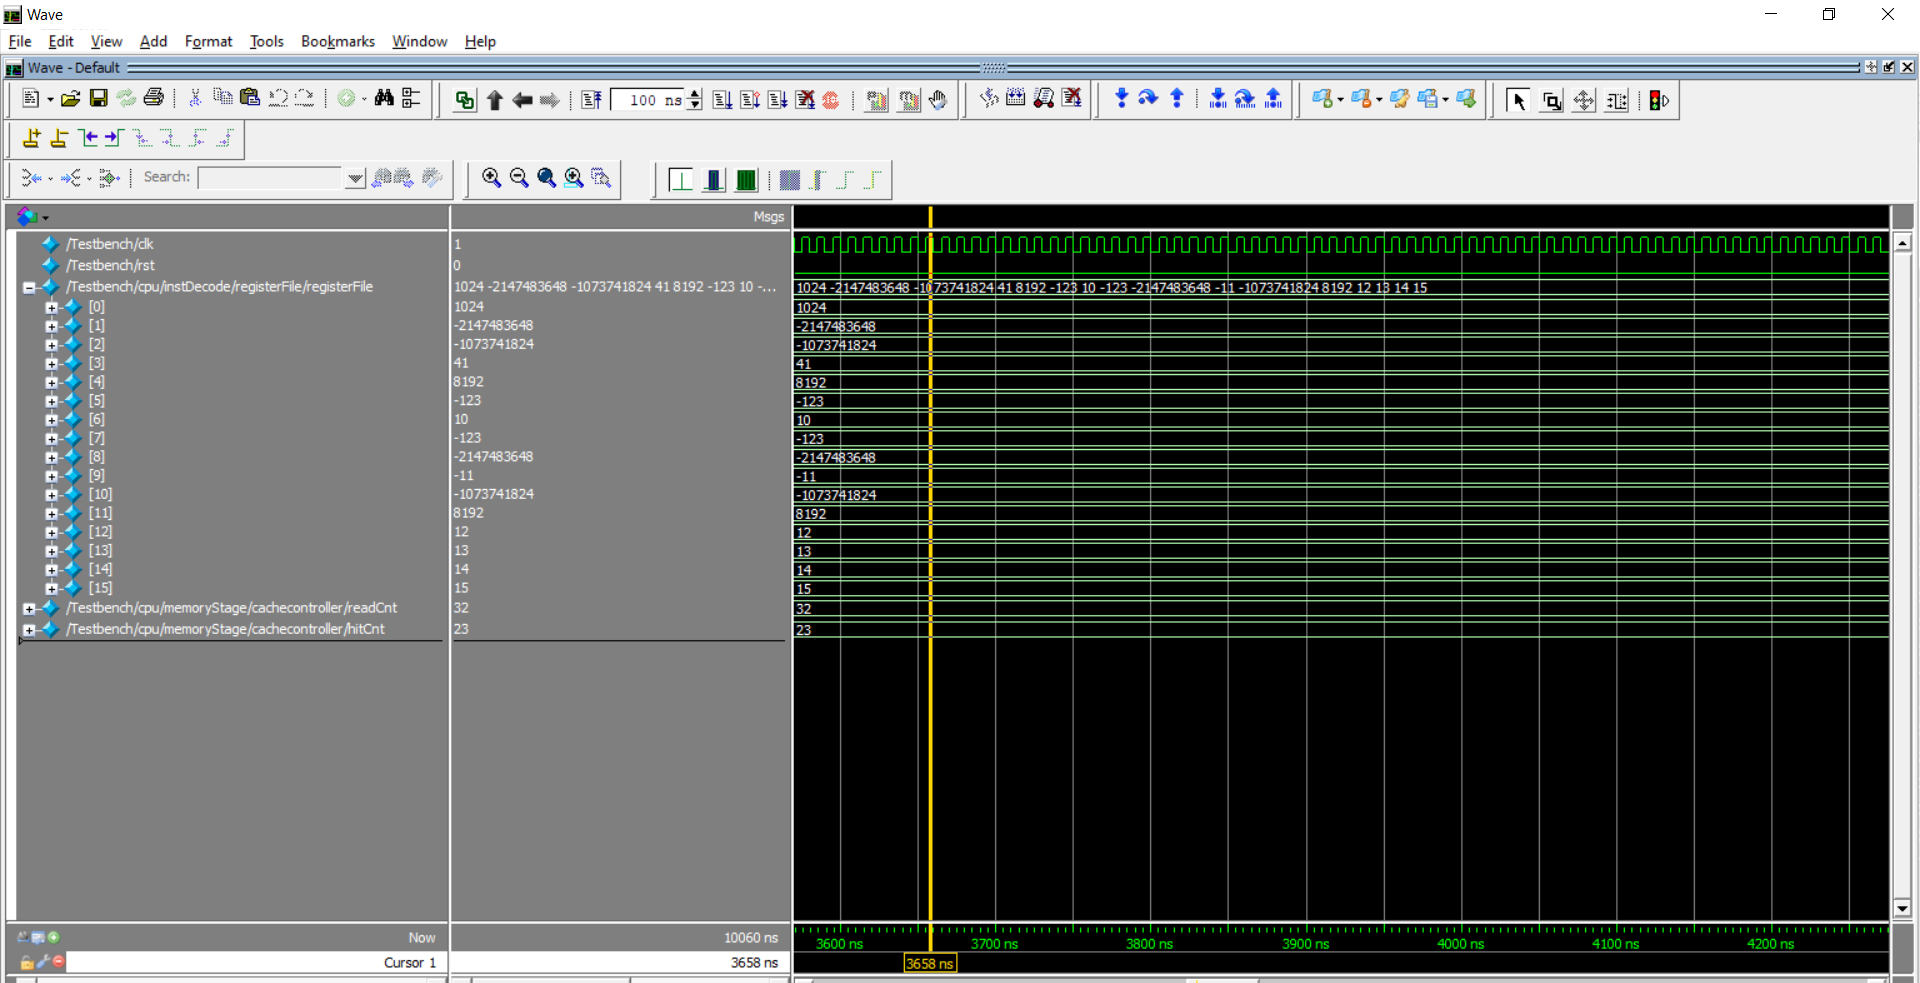 Wave
File Edit View Add Format Tools Bookmarks Window Help
Wave - Default
100 ns
Search:
Msgs
/Testbench/clk 1
/Testbench/rst 0
/Testbench/cpu/instDecode/registerFile/registerFile 1024 -2147483648 -1073741824 41 8192 -123 10 -... 1024 -2147483648 -1073741824 41 8192 -123 10 -123 -2147483648 -11 -1073741824 8192 12 13 14 15
[0] 1024 1024
[1] -2147483648 -2147483648
[2] -1073741824 -1073741824
[3] 41 41
[4] 8192 8192
[5] -123 -123
[6] 10 10
[7] -123 -123
[8] -2147483648 -2147483648
[9] -11 -11
[10] -1073741824 -1073741824
[11] 8192 8192
[12] 12 12
[13] 13 13
[14] 14 14
[15] 15 15
/Testbench/cpu/memoryStage/cachecontroller/readCnt 32 32
/Testbench/cpu/memoryStage/cachecontroller/hitCnt 23 23
Now 10060 ns 3600 ns 3700 ns 3800 ns 3900 ns 4000 ns 4100 ns 4200 ns
Cursor 1 3658 ns 3658 ns